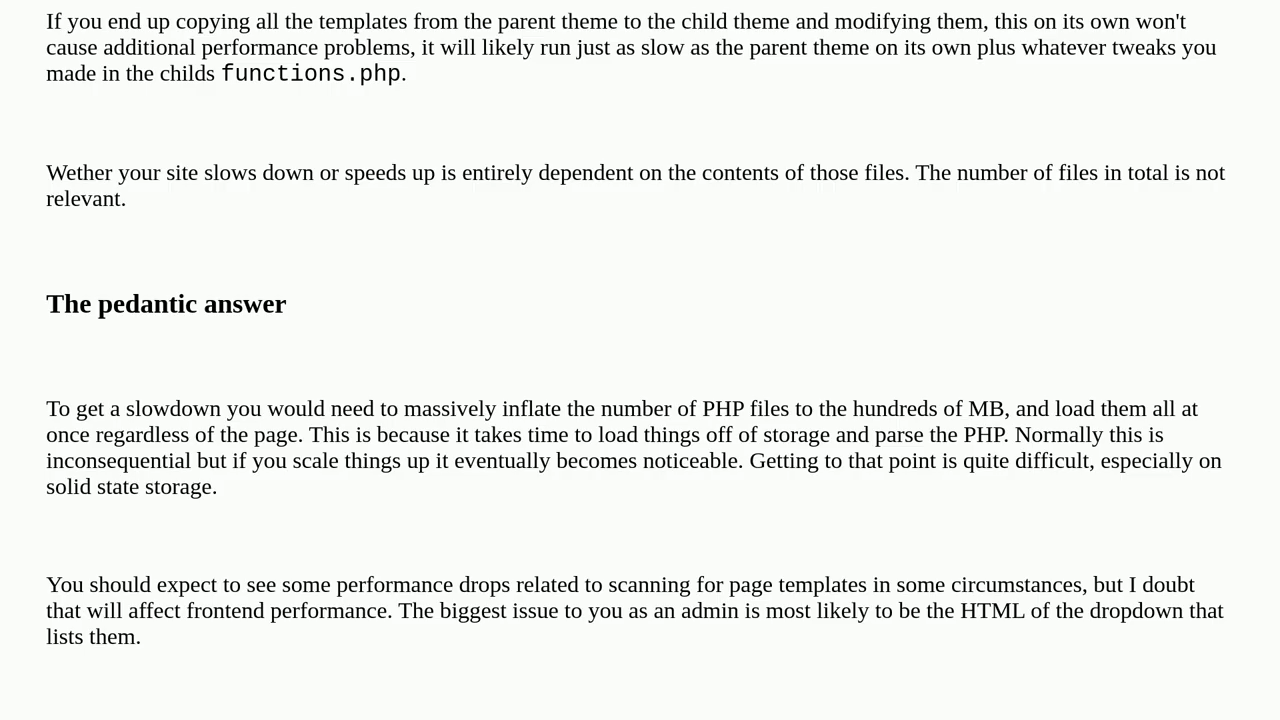 If you end up copying all the templates from the parent theme to the child theme and modifying them, this on its own won't
cause additional performance problems, it will likely run just as slow as the parent theme on its own plus whatever tweaks you
made in the childs functions.php.
Wether your site slows down or speeds up is entirely dependent on the contents of those files. The number of files in total is not
relevant.
The pedantic answer
To get a slowdown you would need to massively inflate the number of PHP files to the hundreds of MB, and load them all at
once regardless of the page. This is because it takes time to load things off of storage and parse the PHP. Normally this is
inconsequential but if you scale things up it eventually becomes noticeable. Getting to that point is quite difficult, especially on
solid state storage.
You should expect to see some performance drops related to scanning for page templates in some circumstances, but I doubt
that will affect frontend performance. The biggest issue to you as an admin is most likely to be the HTML of the dropdown that
lists them.